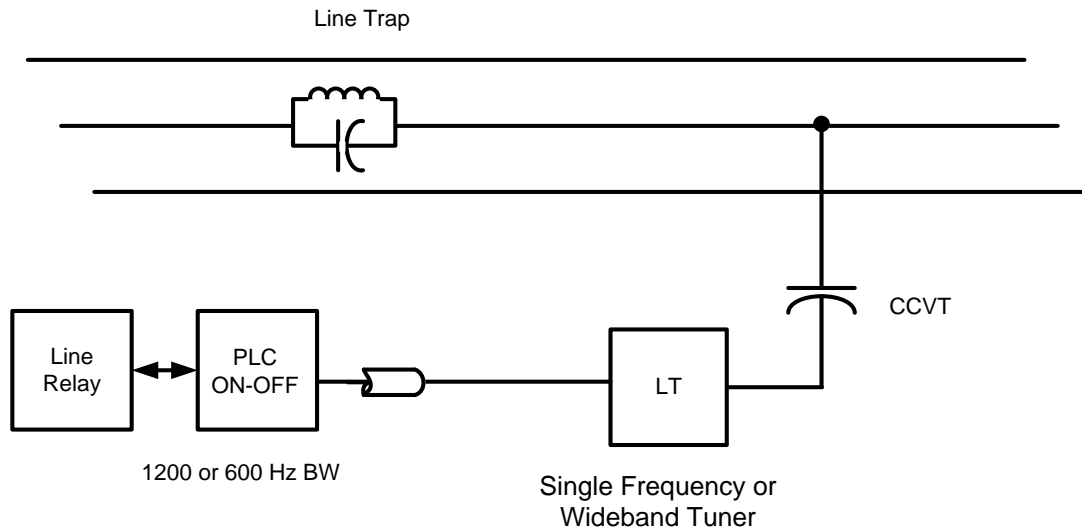 Line Trap
CCVT
Line
Relay
PLC
ON-OFF
LT
1200 or 600 Hz BW
Single Frequency or
Wideband Tuner